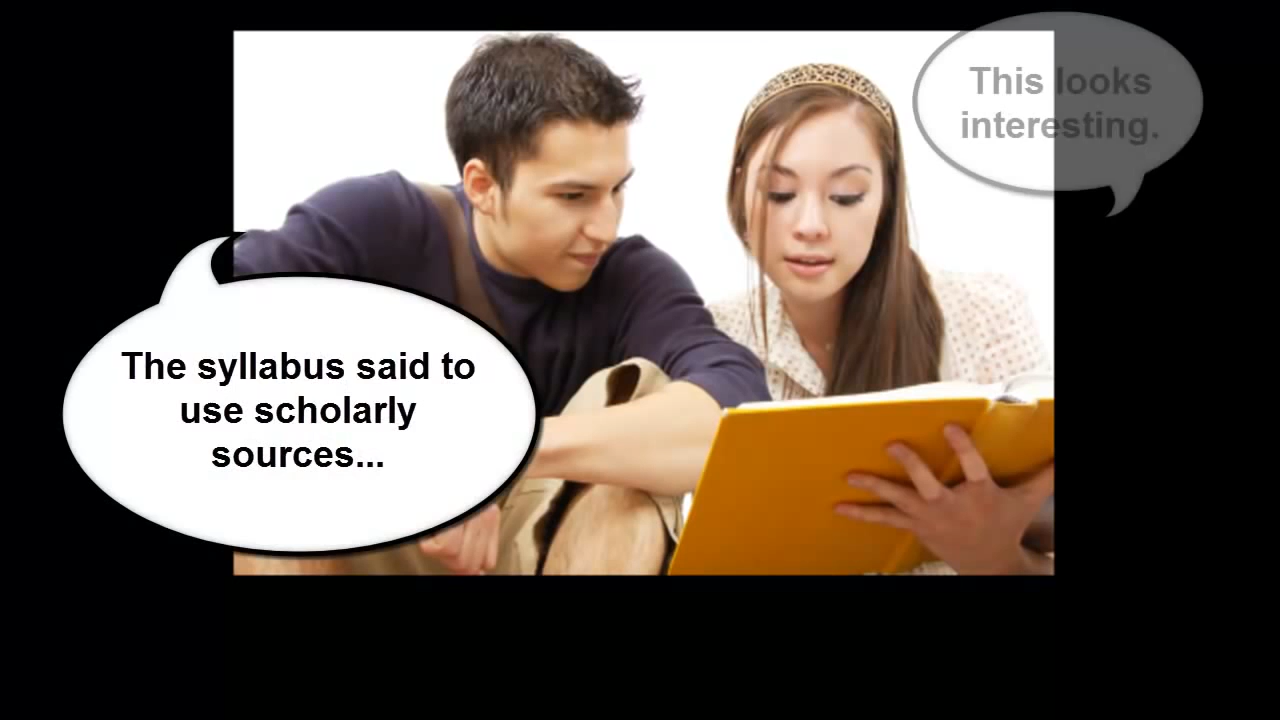 This looks
interesting.
The syllabus said to
use scholarly
sources...